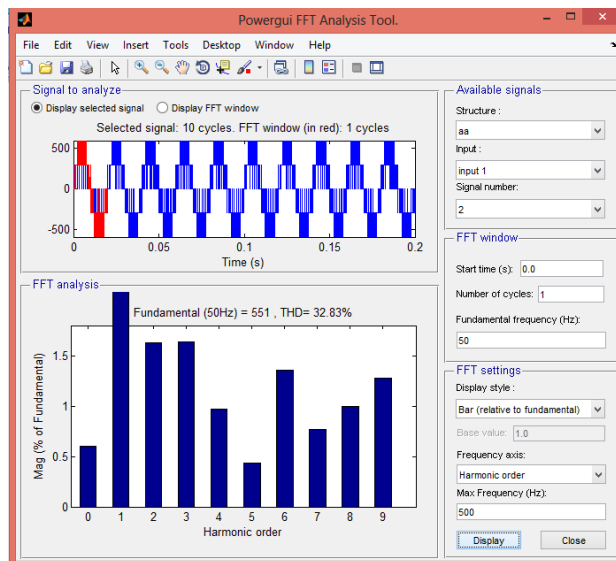 Powergui FFT Analysis Tool.
File Edit View Insert Tools Desktop Window Help
Signal to analyze
Display selected signal Display FFT window
Selected signal: 10 cycles. FFT window (in red): 1 cycles
500
0
-500
0 0.05 0.1 0.15 0.2
Time (s)
FFT analysis
Fundamental (50Hz) = 551 , THD= 32.83%
Mag (% of Fundamental)
1.5
1
0.5
0
0 1 2 3 4 5 6 7 8 9
Harmonic order
Available signals
Structure :
aa
Input :
input 1
Signal number:
2
FFT window
Start time (s): 0.0
Number of cycles: 1
Fundamental frequency (Hz):
50
FFT settings
Display style :
Bar (relative to fundamental)
Base value: 1.0
Frequency axis:
Harmonic order
Max Frequency (Hz):
500
Display Close